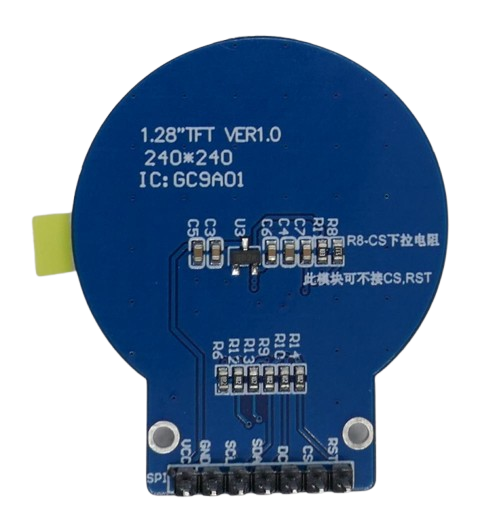 1.28"TFT VER1.0
240*240
IC:GC9A01
C5 C3 U3 C6 C4 C7 R1 R8
R8-CS下拉电阻
此模块可不接CS,RST
R6 R12 R13 R9 R10 R14
VCC GND SCL SDA DC CS RST
SPI